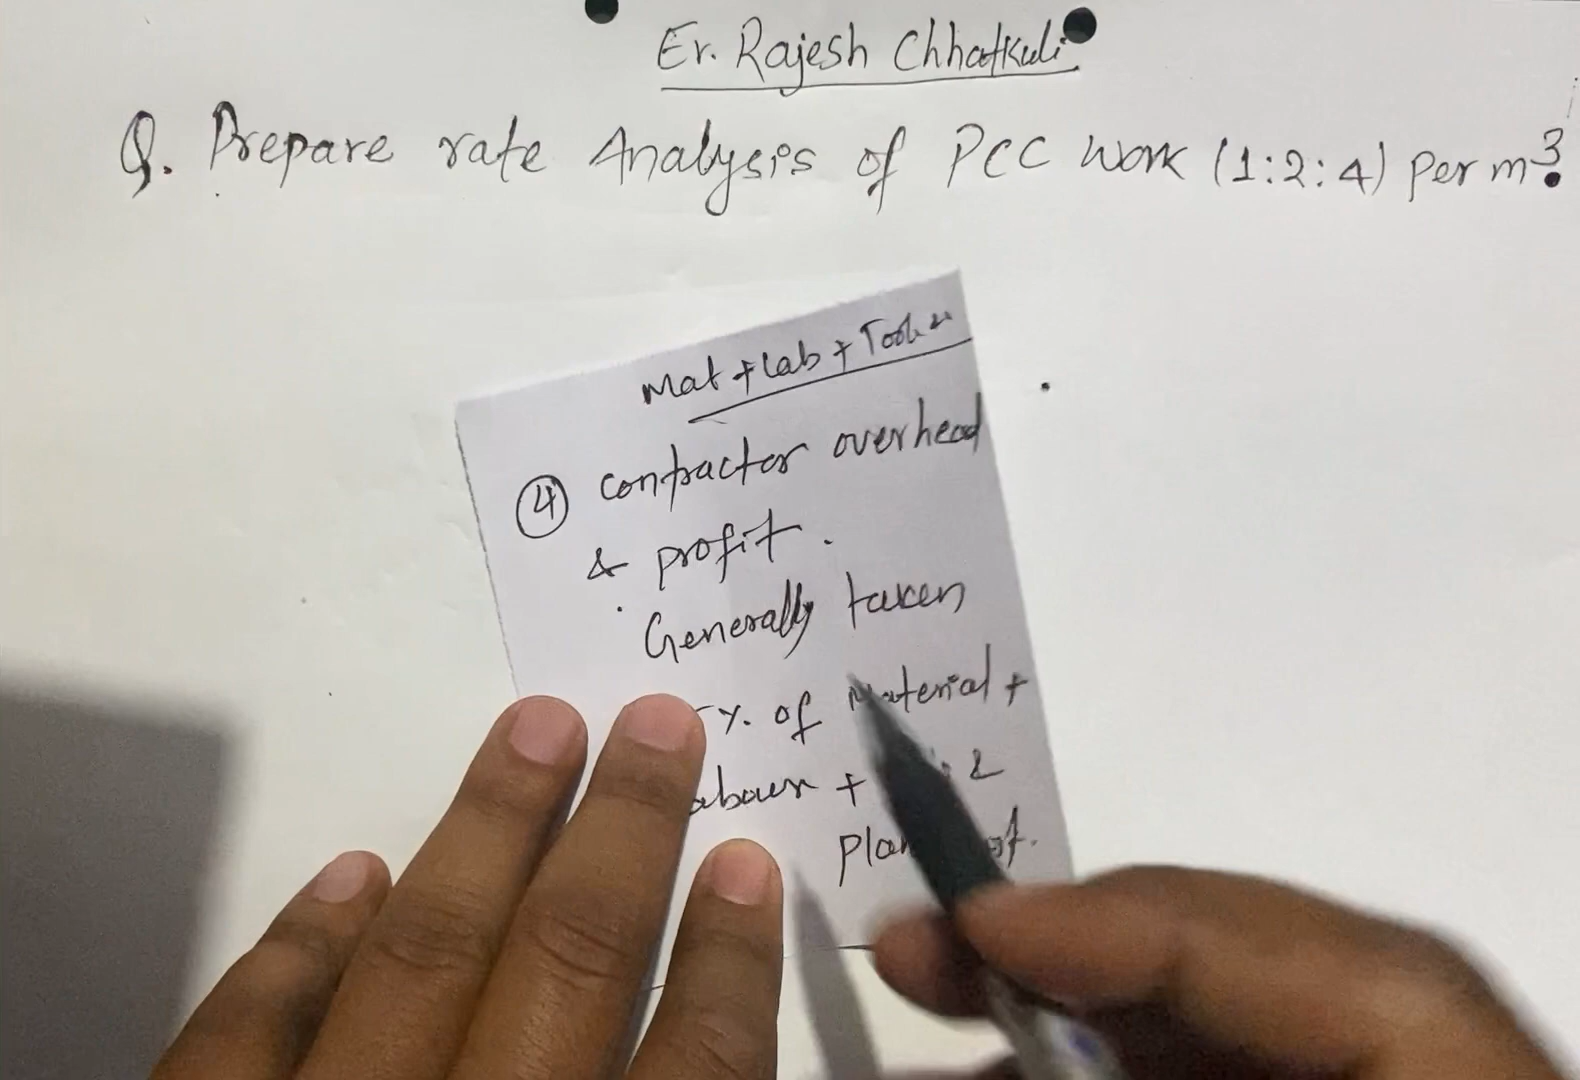 Er. Rajesh Chhatkuli
Q. Prepare rate Analysis of PCC Work (1:2:4) Per m³?
Mat + Lab +
④ contractor overhead
& profit.
Generally taken
%. of Material +
+ &